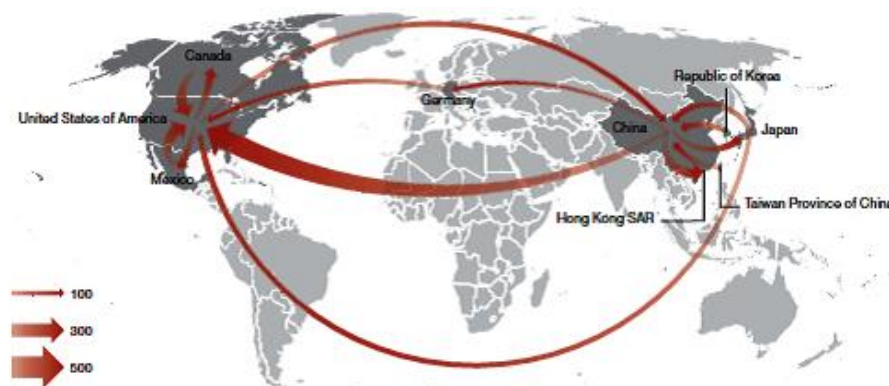 Canada
Republic of Korea
Germany
United States of America
China
Japan
Mexico
Taiwan Province of China
Hong Kong SAR
100
300
500